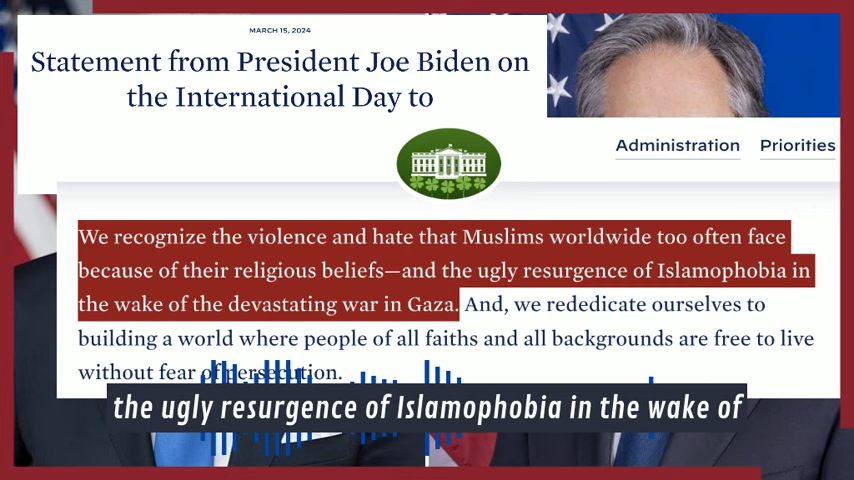 MARCH 15, 2024
Statement from President Joe Biden on
the International Day to
Administration Priorities
We recognize the violence and hate that Muslims worldwide too often face
because of their religious beliefs—and the ugly resurgence of Islamophobia in
the wake of the devastating war in Gaza. And, we rededicate ourselves to
building a world where people of all faiths and all backgrounds are free to live
without fear of persecution.
the ugly resurgence of Islamophobia in the wake of